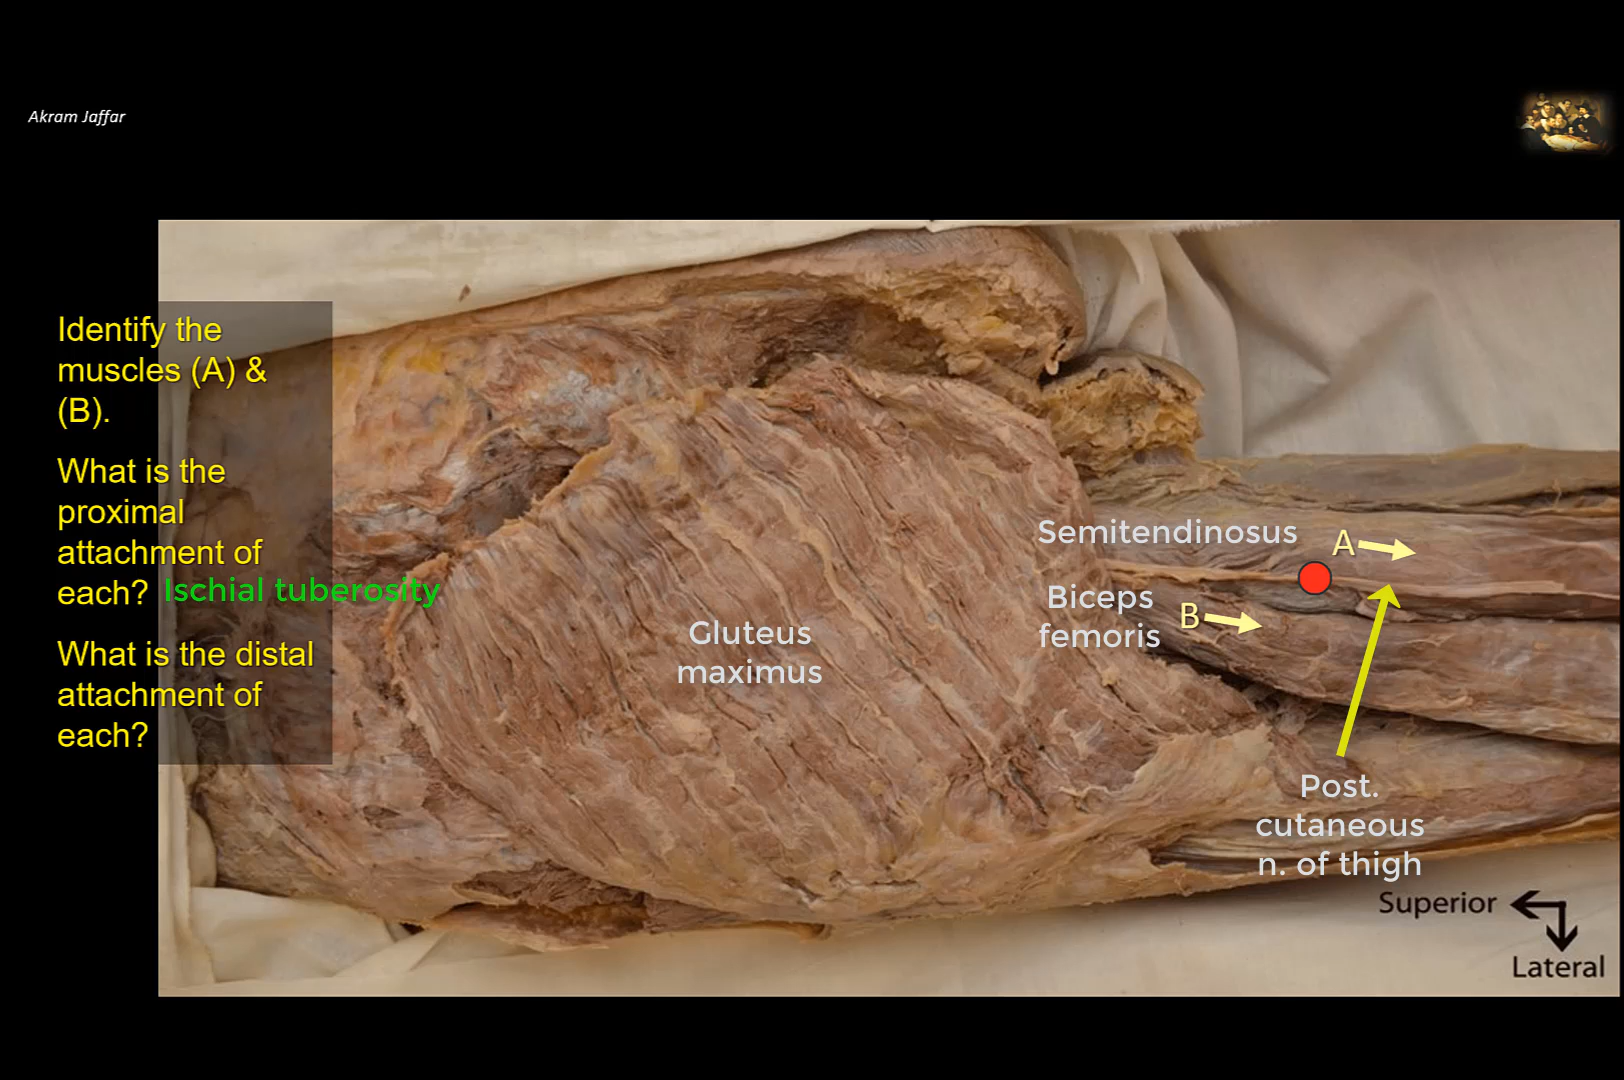 Akram Jaffar
Identify the
muscles (A) &
(B).
What is the
proximal
attachment of
each? Ischial tuberosity
What is the distal
attachment of
each?
Semitendinosus
A
Biceps
femoris
B
Gluteus
maximus
Post.
cutaneous
n. of thigh
Superior
Lateral